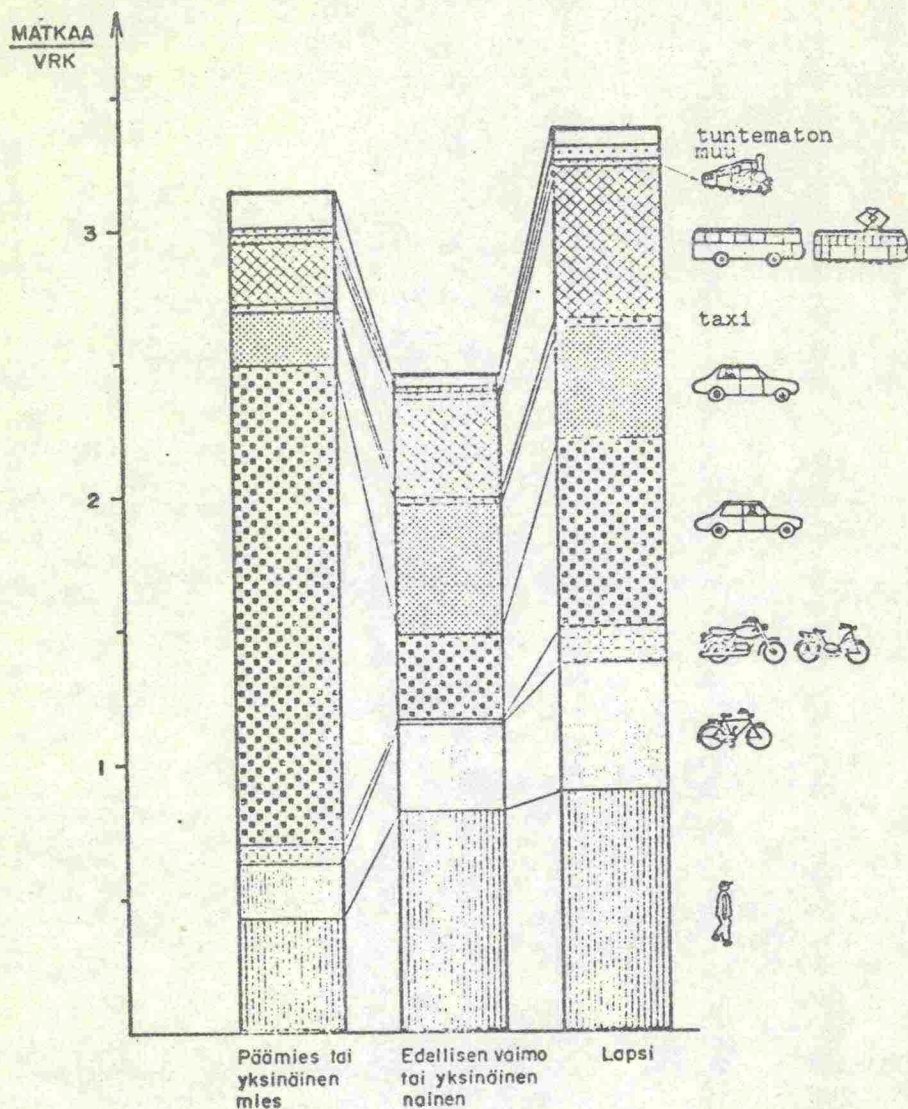 MATKAA
VRK
3
2
1
tuntematon
muu
taxi
Päämies tai
yksinäinen
mies
Edellisen vaimo
tai yksinäinen
nainen
Lapsi